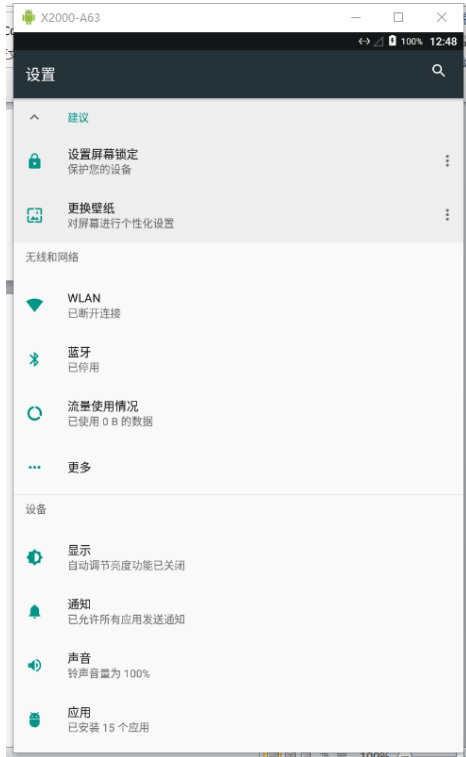 X2000-A63
100% 12:48
设置
建议
设置屏幕锁定
保护您的设备
更换壁纸
对屏幕进行个性化设置
无线和网络
WLAN
已断开连接
蓝牙
已停用
流量使用情况
已使用 0 B 的数据
更多
设备
显示
自动调节亮度功能已关闭
通知
已允许所有应用发送通知
声音
铃声音量为 100%
应用
已安装 15 个应用
100%